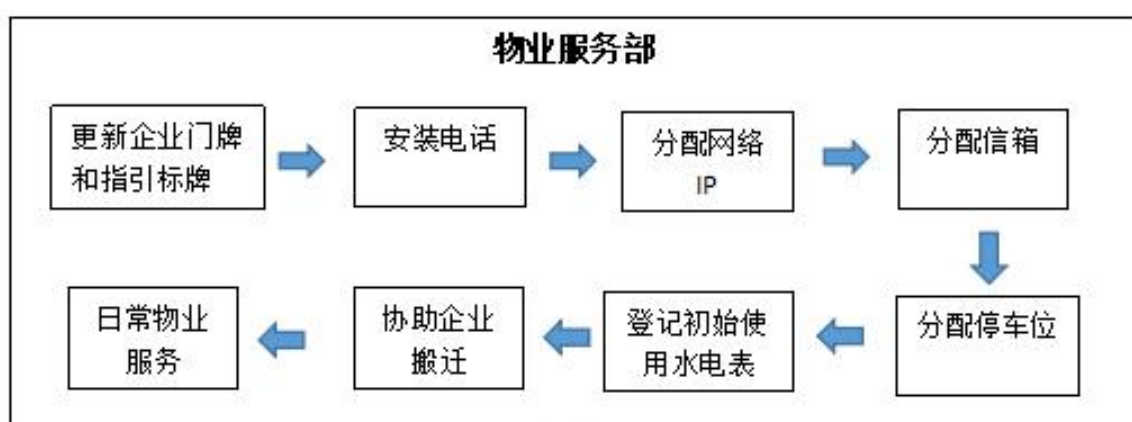 物业服务部
更新企业门牌
和指引标牌
安装电话
分配网络
IP
分配信箱
分配停车位
登记初始使
用水电表
协助企业
搬迁
日常物业
服务